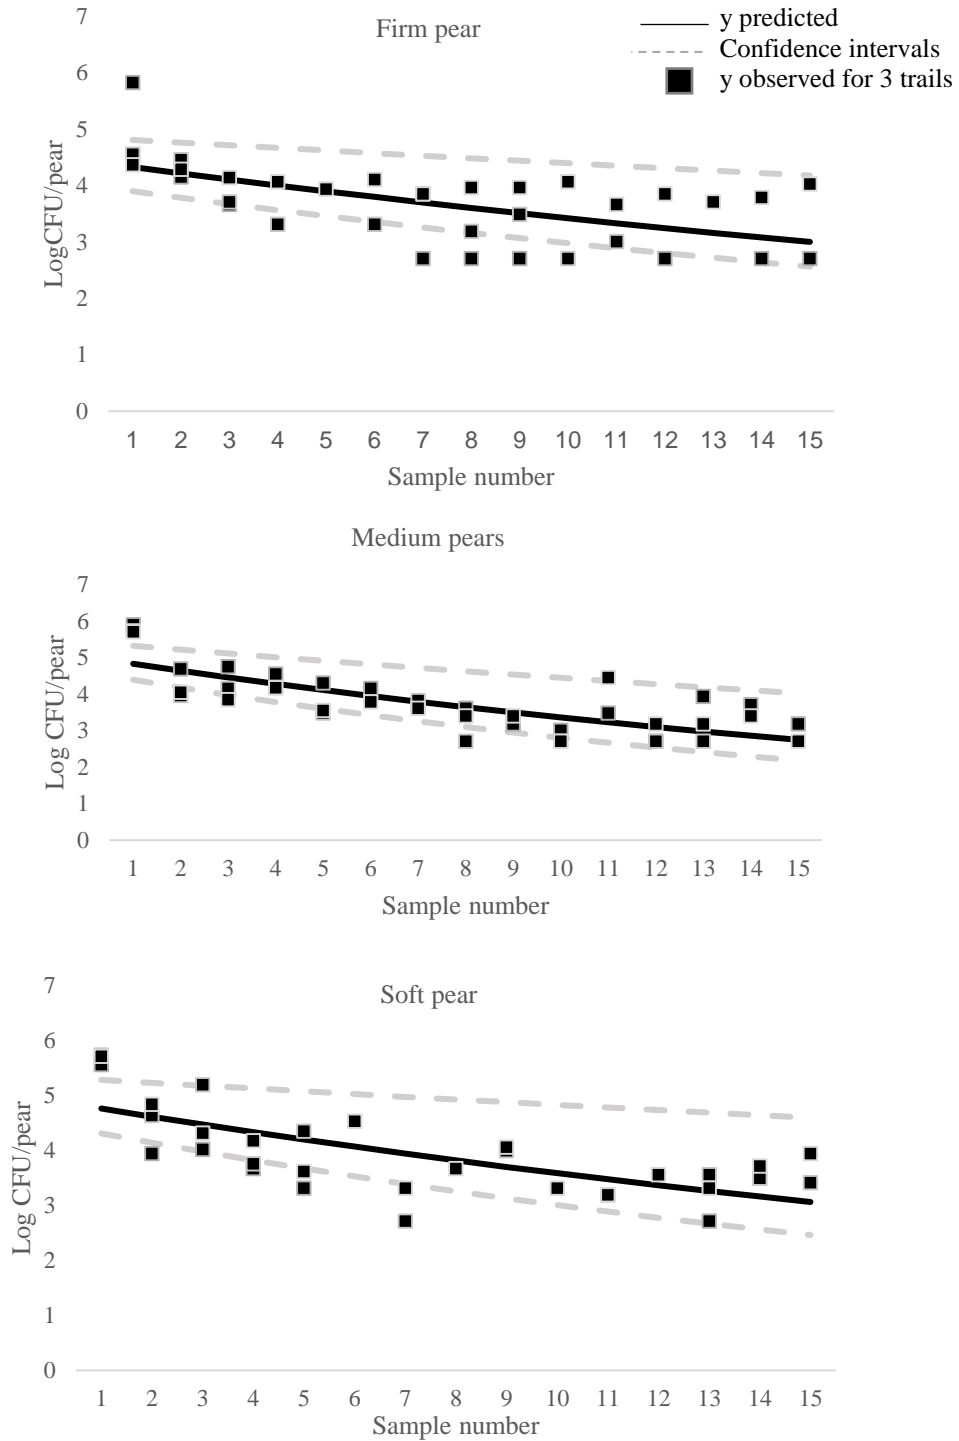 Firm pear
y predicted
Confidence intervals
y observed for 3 trails
7
6
5
4
3
2
1
0
LogCFU/pear
1 2 3 4 5 6 7 8 9 10 11 12 13 14 15
Sample number
Medium pears
7
6
5
4
3
2
1
0
Log CFU/pear
1 2 3 4 5 6 7 8 9 10 11 12 13 14 15
Sample number
Soft pear
7
6
5
4
3
2
1
0
Log CFU/pear
1 2 3 4 5 6 7 8 9 10 11 12 13 14 15
Sample number